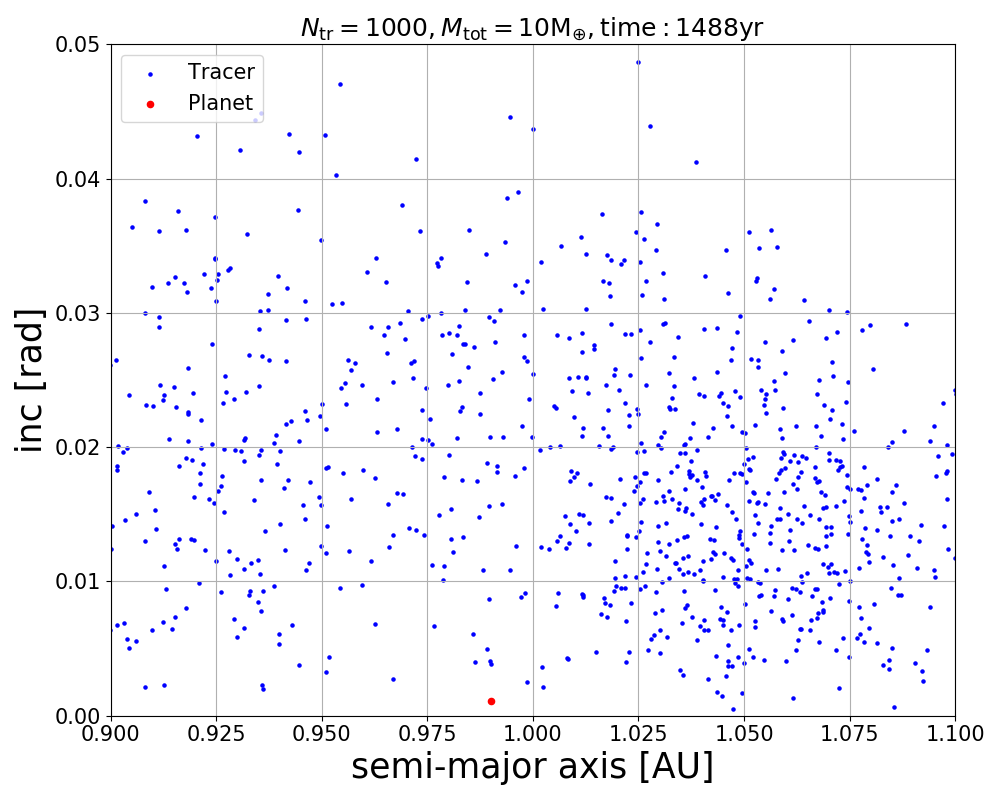 N_tr = 1000, M_tot = 10M_⊕, time : 1488yr
Tracer
Planet
0.05
0.04
0.03
0.02
0.01
0.00
inc [rad]
0.900 0.925 0.950 0.975 1.000 1.025 1.050 1.075 1.100
semi-major axis [AU]